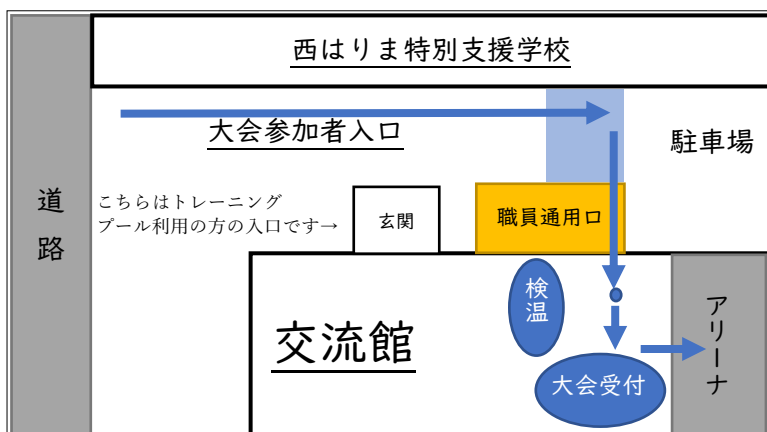 西はりま特別支援学校
大会参加者入口
駐車場
道路
こちらはトレーニング
プール利用の方の入口です→
玄関
職員通用口
検温
アリーナ
交流館
大会受付